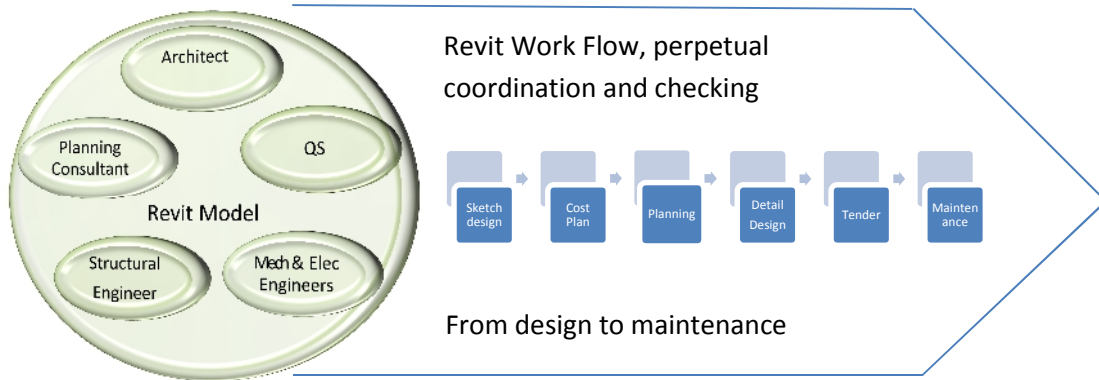 Architect
Planning
Consultant
QS
Revit Model
Structural
Engineer
Mech & Elec
Engineers
Revit Work Flow, perpetual
coordination and checking
Sketch
design
Cost
Plan
Planning
Detail
Design
Tender
Mainten
ance
From design to maintenance